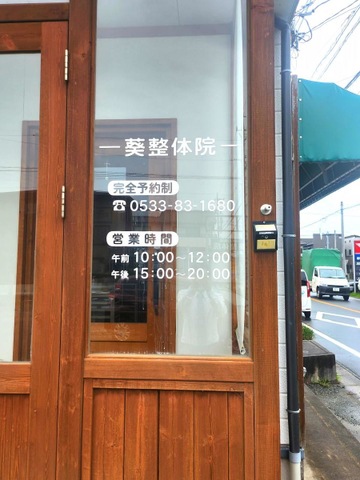 葵整体院
完全予約制
☎0533-83-1680
営業時間
午前 10:00～12:00
午後 15:00～20:00